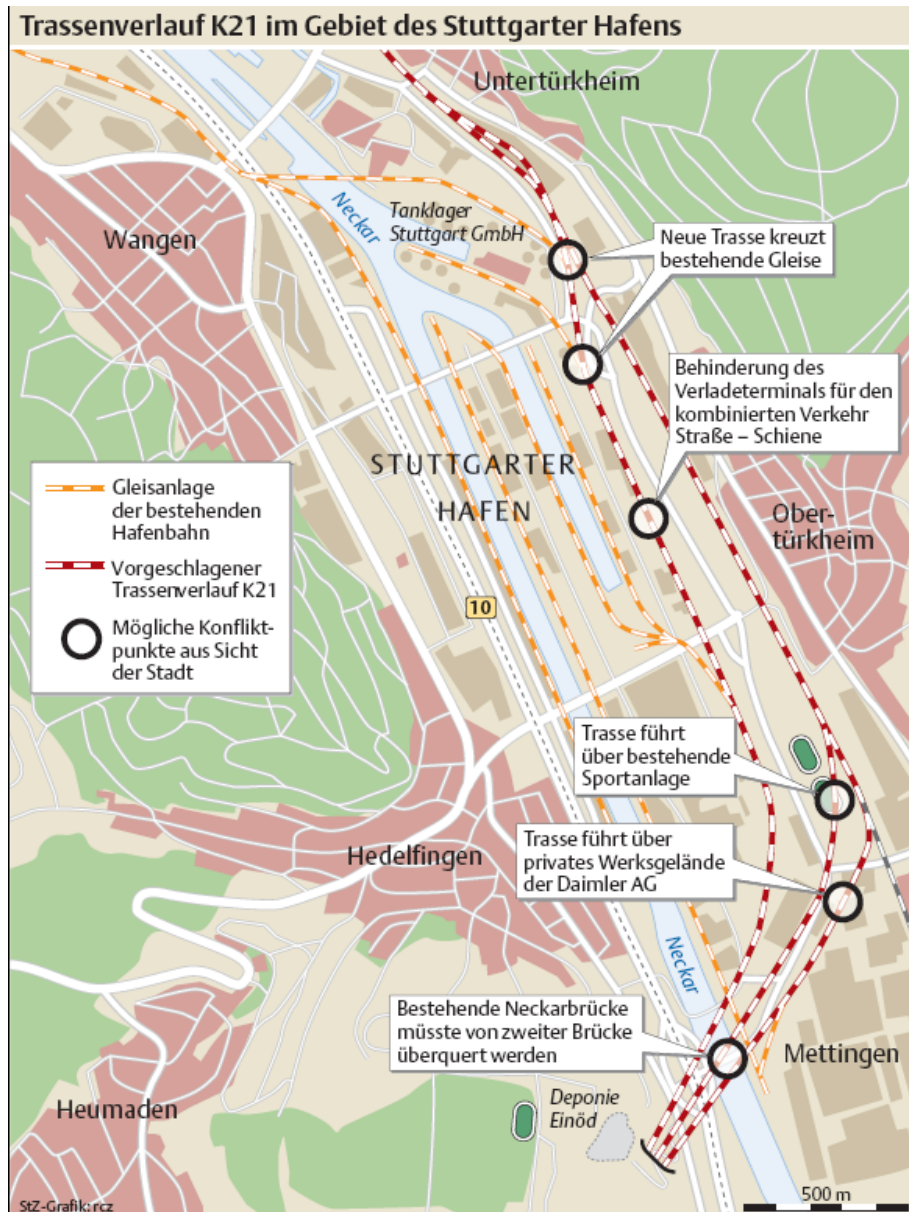 Trassenverlauf K21 im Gebiet des Stuttgarter Hafens
Untertürkheim
Neckar
Tanklager
Stuttgart GmbH
Wangen
Neue Trasse kreuzt
bestehende Gleise
Behinderung des
Verladeterminals für den
kombinierten Verkehr
Straße – Schiene
STUTTGARTER
HAFEN
Gleisanlage
der bestehenden
Hafenbahn
Vorgeschlagener
Trassenverlauf K21
Mögliche Konflikt-
punkte aus Sicht
der Stadt
Ober-
türkheim
10
Trasse führt
über bestehende
Sportanlage
Trasse führt über
privates Werksgelände
der Daimler AG
Hedelfingen
Neckar
Bestehende Neckarbrücke
müsste von zweiter Brücke
überquert werden
Mettingen
Heumaden
Deponie
Einöd
500 m
StZ-Grafik: rcz